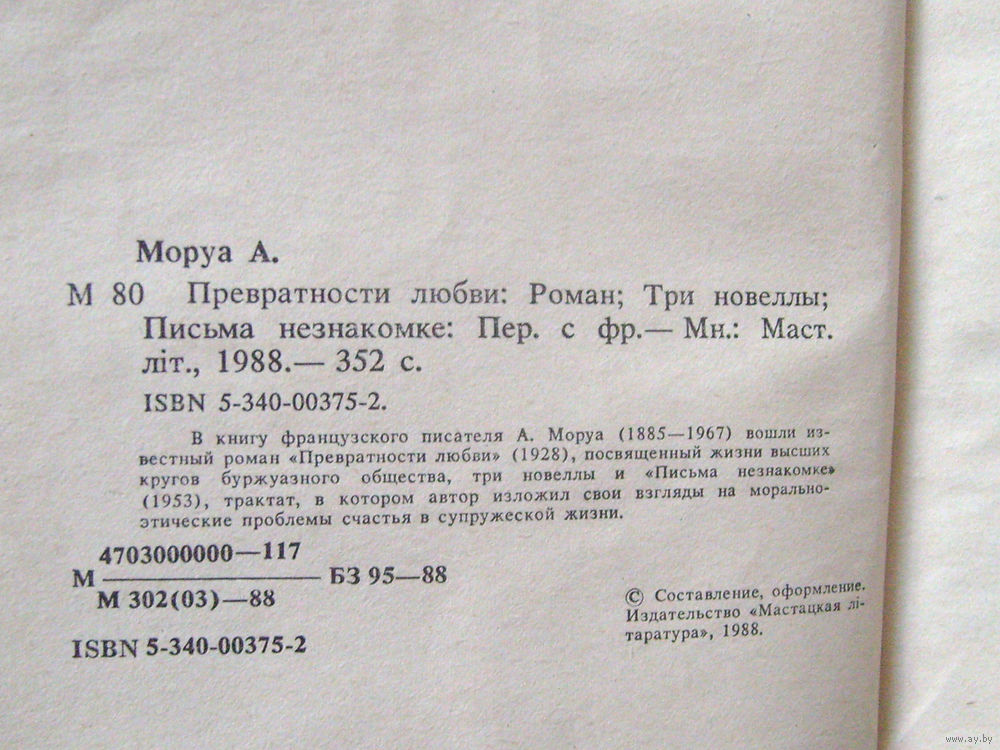 Моруа А.
М 80 Превратности любви: Роман; Три новеллы;
Письма незнакомке: Пер. с фр.— Мн.: Маст.
літ., 1988.— 352 с.
ISBN 5-340-00375-2.
В книгу французского писателя А. Моруа (1885—1967) вошли из-
вестный роман «Превратности любви» (1928), посвященный жизни высших
кругов буржуазного общества, три новеллы и «Письма незнакомке»
(1953), трактат, в котором автор изложил свои взгляды на морально-
этические проблемы счастья в супружеской жизни.
4703000000—117
М ——— БЗ 95—88
М 302(03)—88
ISBN 5-340-00375-2
© Составление, оформление.
Издательство «Мастацкая лі-
таратура», 1988.
www.ay.by